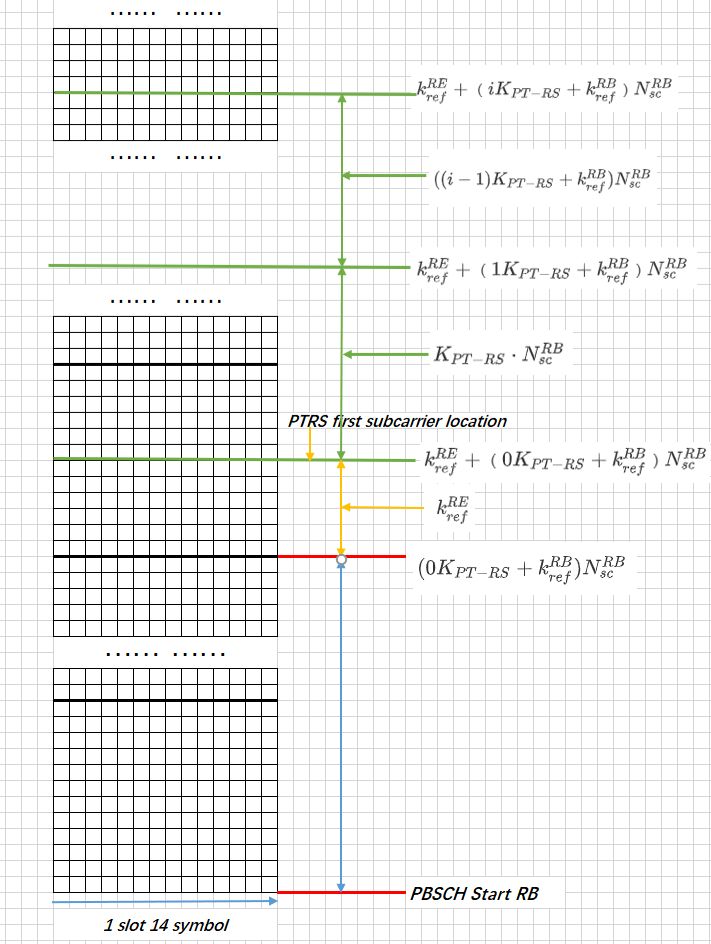 …… ……
$k_{ref}^{RE} + ( iK_{PT-RS} + k_{ref}^{RB} ) N_{sc}^{RB}$
…… ……
$((i-1)K_{PT-RS} + k_{ref}^{RB})N_{sc}^{RB}$
$k_{ref}^{RE} + ( 1K_{PT-RS} + k_{ref}^{RB} ) N_{sc}^{RB}$
…… ……
$K_{PT-RS} \cdot N_{sc}^{RB}$
PTRS first subcarrier location
$k_{ref}^{RE} + ( 0K_{PT-RS} + k_{ref}^{RB} ) N_{sc}^{RB}$
$k_{ref}^{RE}$
$(0K_{PT-RS} + k_{ref}^{RB})N_{sc}^{RB}$
…… ……
PBSCH Start RB
1 slot 14 symbol